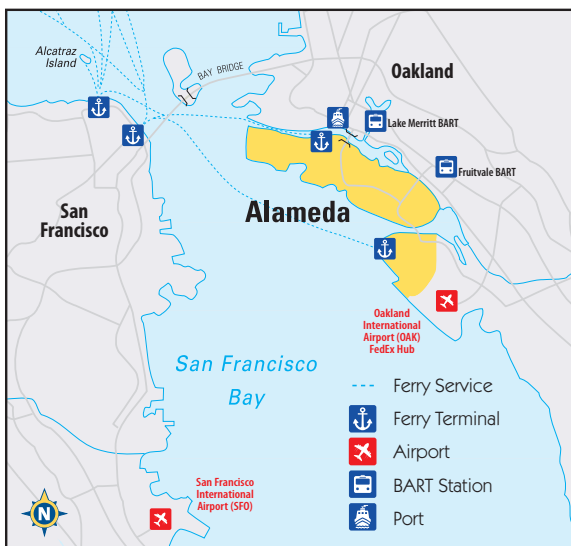 Alcatraz
Island
BAY BRIDGE
Oakland
Lake Merritt BART
Fruitvale BART
San
Francisco
Alameda
Oakland
International
Airport (OAK)
FedEx Hub
San Francisco
Bay
Ferry Service
Ferry Terminal
Airport
BART Station
Port
San Francisco
International
Airport (SFO)
N